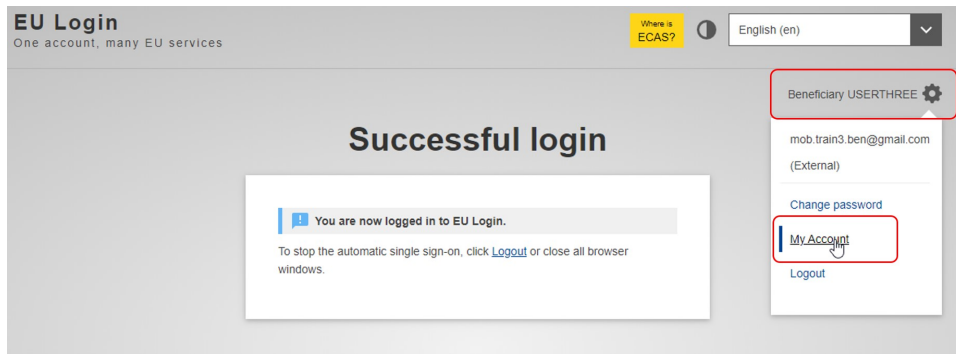 EU Login
One account, many EU services
Where is
ECAS?
English (en)
Beneficiary USERTHREE
mob.train3.ben@gmail.com
(External)
Change password
My Account
Logout
Successful login
You are now logged in to EU Login.
To stop the automatic single sign-on, click Logout or close all browser
windows.